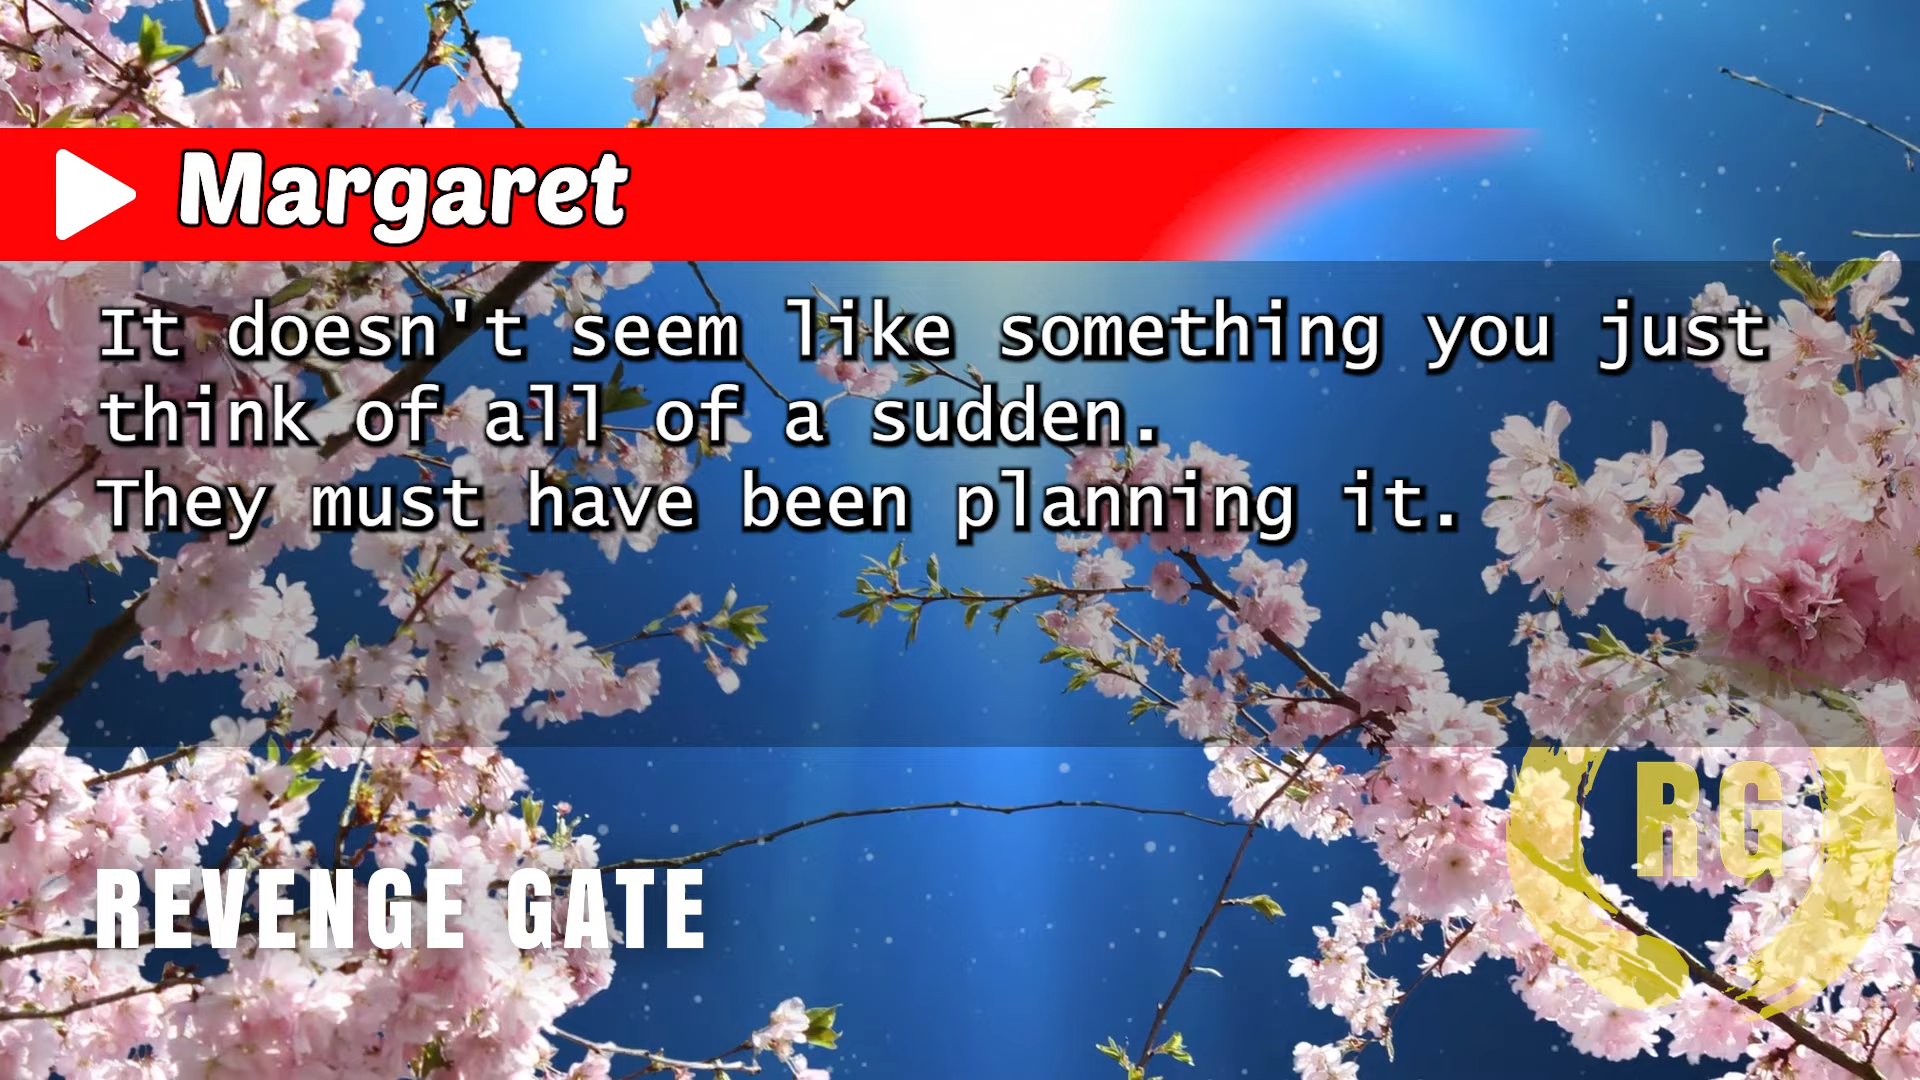 Margaret
It doesn't seem like something you just
think of all of a sudden.
They must have been planning it.
RG
REVENGE GATE